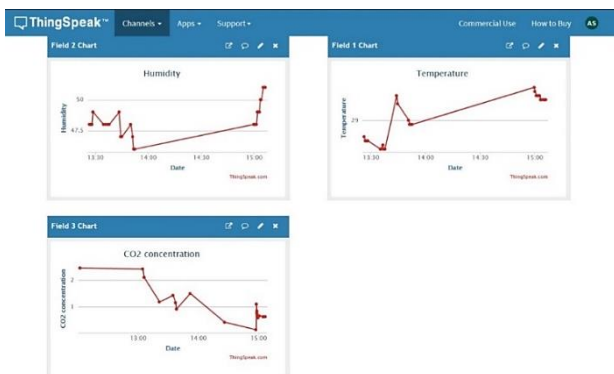 ThingSpeak™ Channels Apps Support Commercial Use How to Buy AS
Field 2 Chart
Humidity
Humidity
50
47.5
13:30 14:00 14:30 15:00
Date
ThingSpeak.com
Field 1 Chart
Temperature
Temperature
29
13:30 14:00 14:30 15:00
Date
ThingSpeak.com
Field 3 Chart
CO2 concentration
CO2 concentration
2
1
13:00 14:00 15:00
Date
ThingSpeak.com